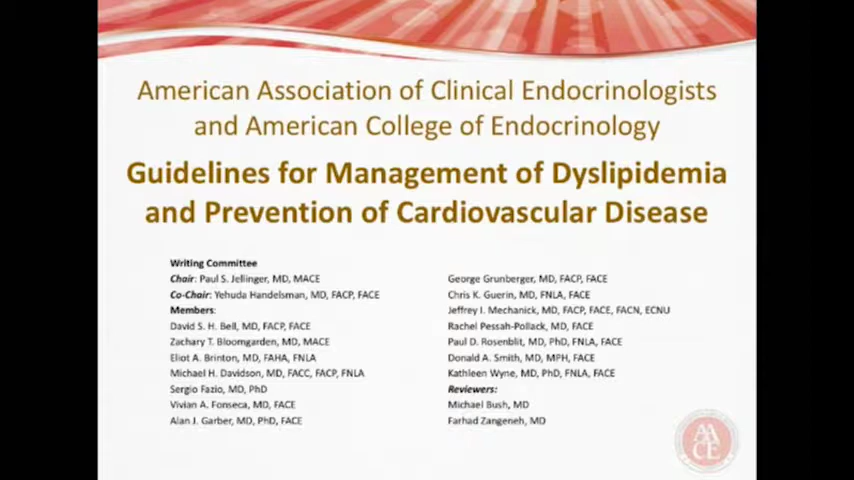 American Association of Clinical Endocrinologists
and American College of Endocrinology
Guidelines for Management of Dyslipidemia
and Prevention of Cardiovascular Disease
Writing Committee
Chair: Paul S. Jellinger, MD, MACE
Co-Chair: Yehuda Handelsman, MD, FACP, FACE
Members:
David S. H. Bell, MD, FACP, FACE
Zachary T. Bloomgarden, MD, MACE
Eliot A. Brinton, MD, FAHA, FNLA
Michael H. Davidson, MD, FACC, FACP, FNLA
Sergio Fazio, MD, PhD
Vivian A. Fonseca, MD, FACE
Alan J. Garber, MD, PhD, FACE
George Grunberger, MD, FACP, FACE
Chris K. Guerin, MD, FNLA, FACE
Jeffrey I. Mechanick, MD, FACP, FACE, FACN, ECNU
Rachel Pessah-Pollack, MD, FACE
Paul D. Rosenblit, MD, PhD, FNLA, FACE
Donald A. Smith, MD, MPH, FACE
Kathleen Wyne, MD, PhD, FNLA, FACE
Reviewers:
Michael Bush, MD
Farhad Zangeneh, MD
AA
CE